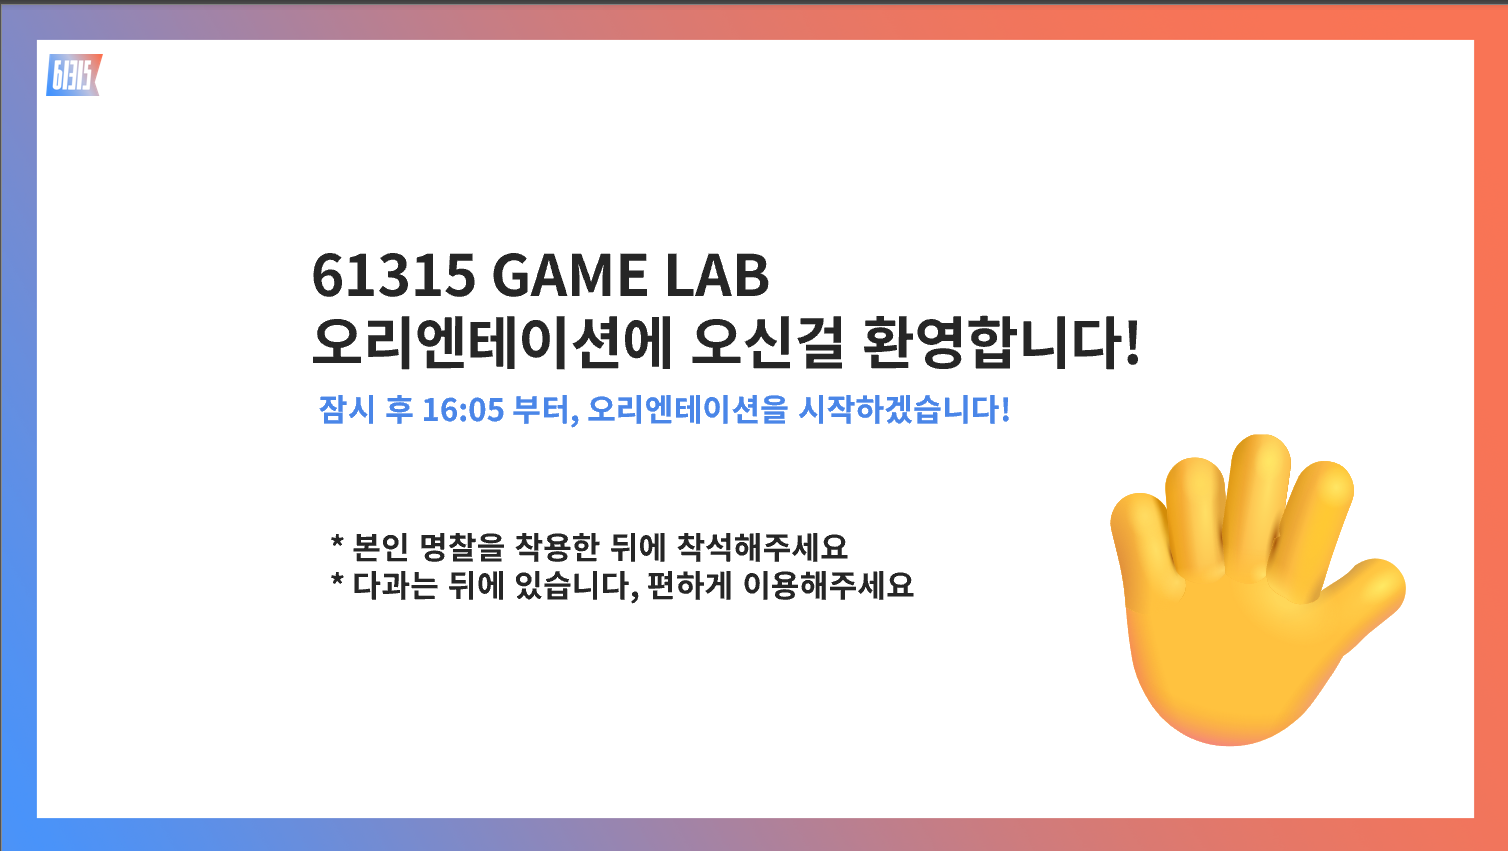 61315
61315 GAME LAB
오리엔테이션에 오신걸 환영합니다!
잠시 후 16:05 부터, 오리엔테이션을 시작하겠습니다!
* 본인 명찰을 착용한 뒤에 착석해주세요
* 다과는 뒤에 있습니다, 편하게 이용해주세요